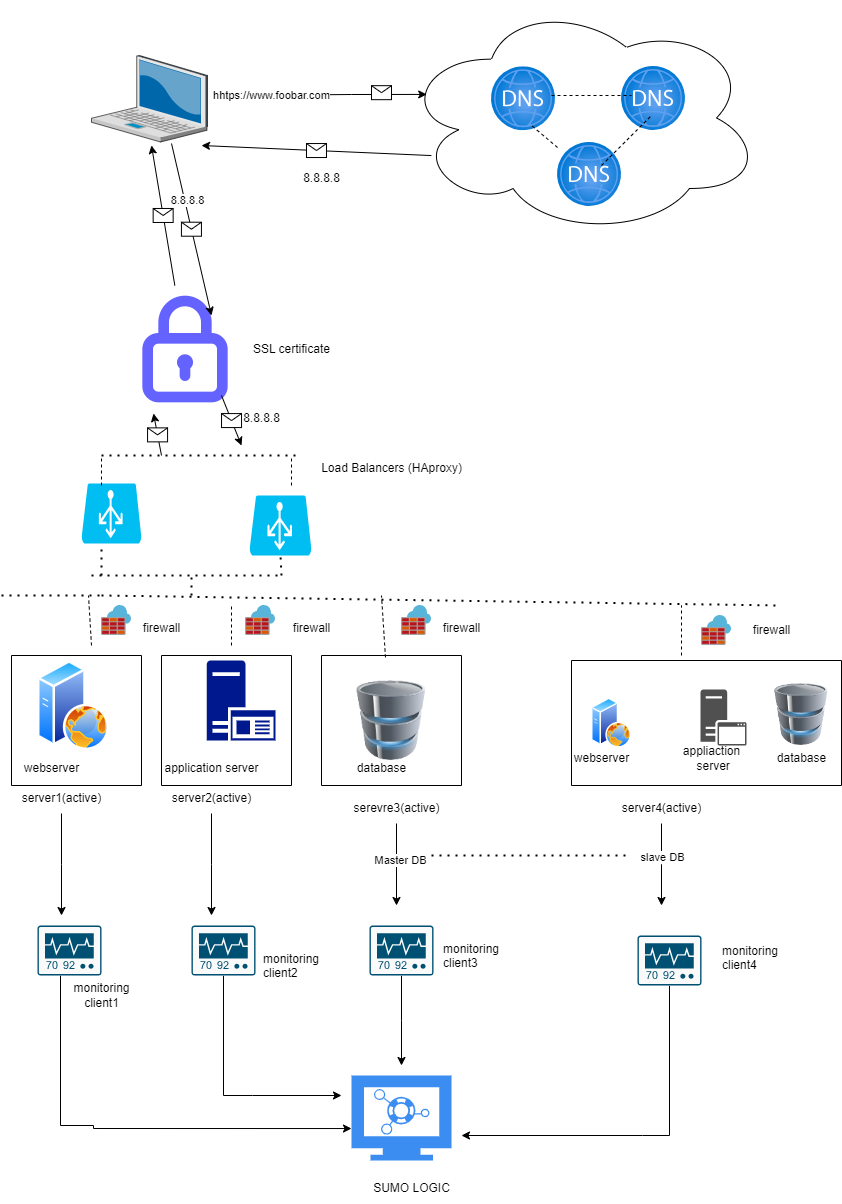 hhtips://www.foobar.com
DNS
DNS
DNS
8.8.8.8
8.8.8.8
SSL certificate
8.8.8.8
Load Balancers (HAproxy)
firewall
firewall
firewall
firewall
webserver
application server
database
webserver
appliaction
server
database
server1(active)
server2(active)
serevre3(active)
server4(active)
Master DB
slave DB
70 92
70 92
70 92
70 92
monitoring
client1
monitoring
client2
monitoring
client3
monitoring
client4
SUMO LOGIC